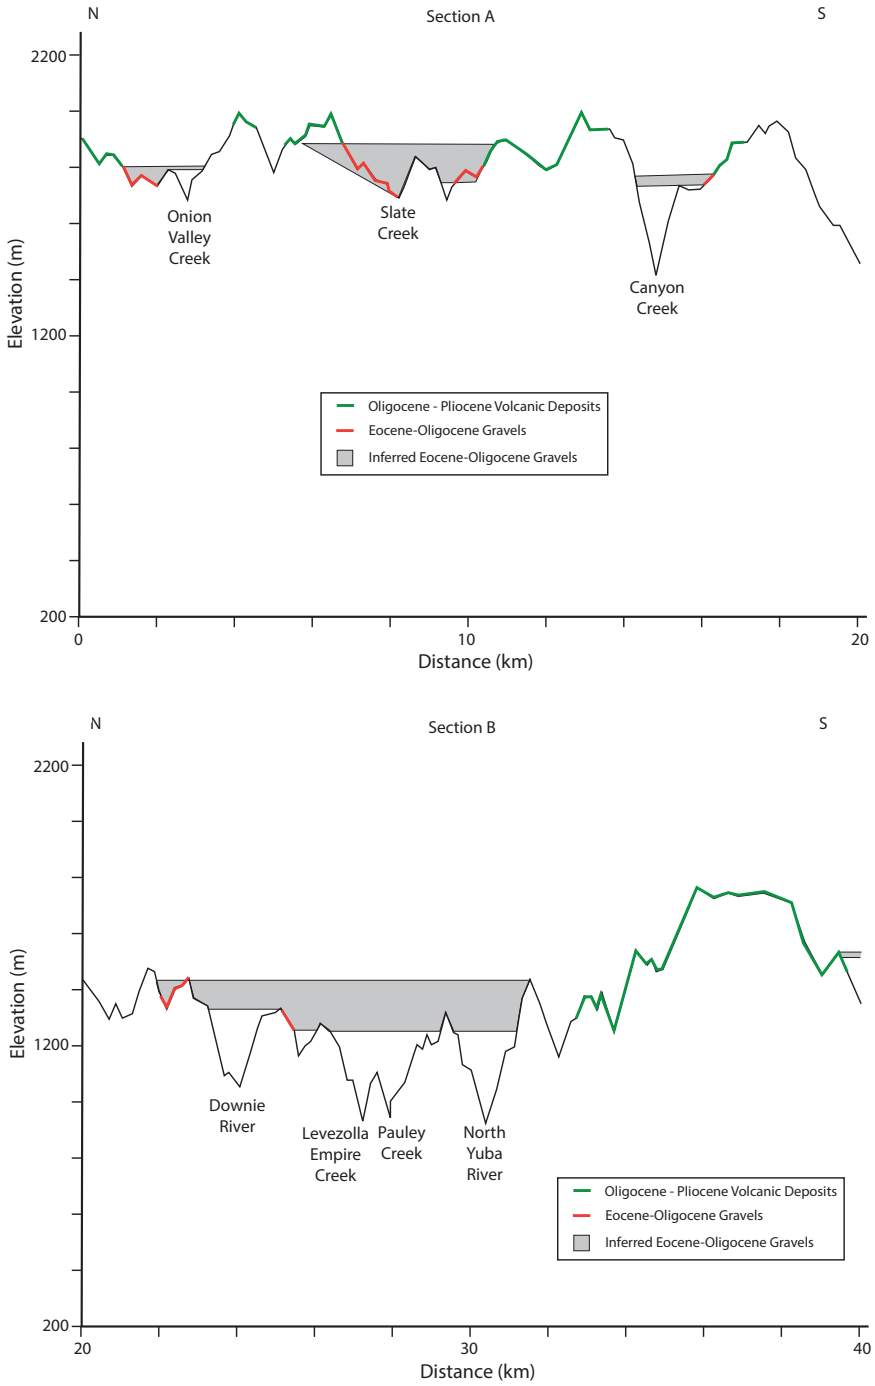 N
Section A
S
2200
Onion
Valley
Creek
Slate
Creek
Canyon
Creek
Elevation (m)
1200
Oligocene - Pliocene Volcanic Deposits
Eocene-Oligocene Gravels
Inferred Eocene-Oligocene Gravels
200
0
10
20
Distance (km)
N
Section B
S
2200
Elevation (m)
1200
Downie
River
Levezolla
Empire
Creek
Pauley
Creek
North
Yuba
River
Oligocene - Pliocene Volcanic Deposits
Eocene-Oligocene Gravels
Inferred Eocene-Oligocene Gravels
200
20
30
40
Distance (km)